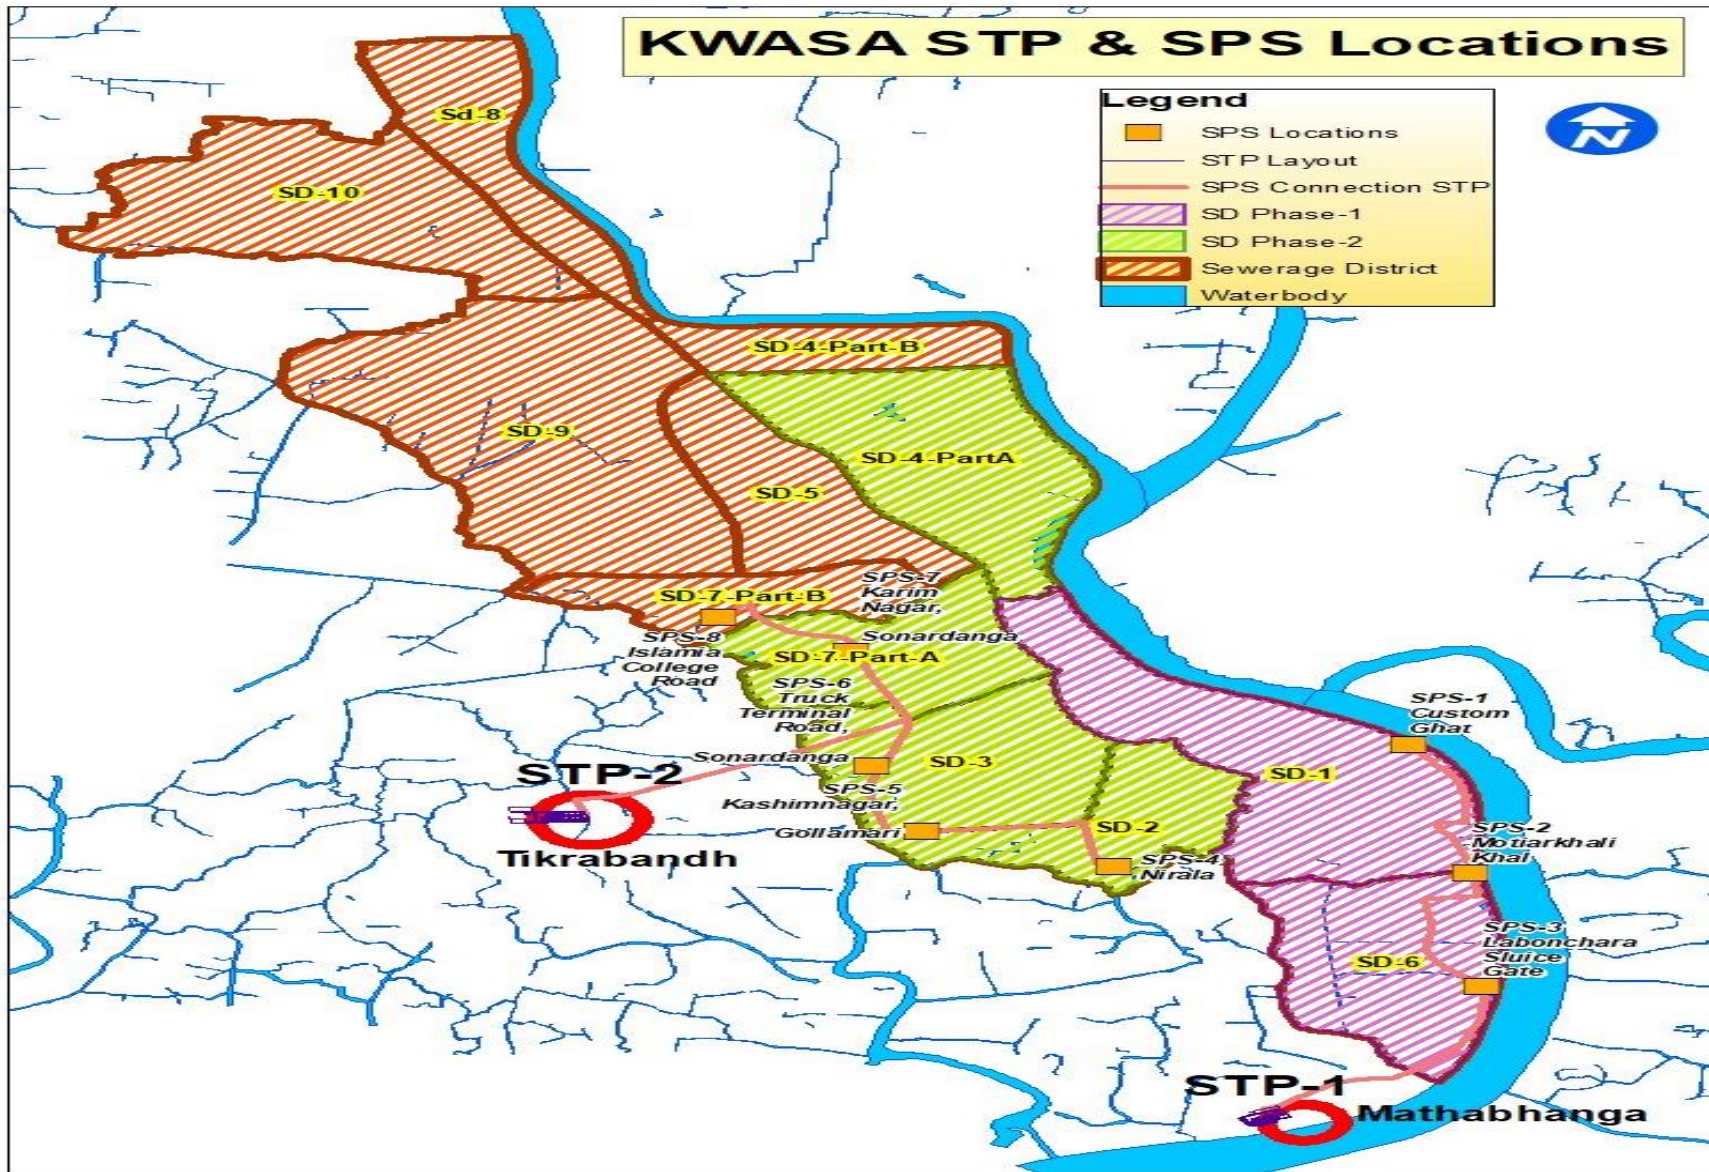 KWASA STP & SPS Locations
Legend
SPS Locations
STP Layout
SPS Connection STP
SD Phase-1
SD Phase-2
Sewerage District
Waterbody
N
Sd-8
SD-10
SD-4-Part-B
SD-9
SD-4-PartA
SD-5
SD-7-Part-B
SPS-7
Karim
Nagar,
Sonardanga
SPS-8
Islamia
College
Road
SD-7-Part-A
SPS-6
Truck
Terminal
Road,
Sonardanga
SPS-1
Custom
Ghat
SD-3
SD-1
STP-2
Tikrabandh
SPS-5
Kashimnagar,
Gollamari
SD-2
SPS-4
Nirala
SPS-2
Motiarkhali
Khal
SPS-3
Labonchara
Sluice
Gate
SD-6
STP-1
Mathabhanga